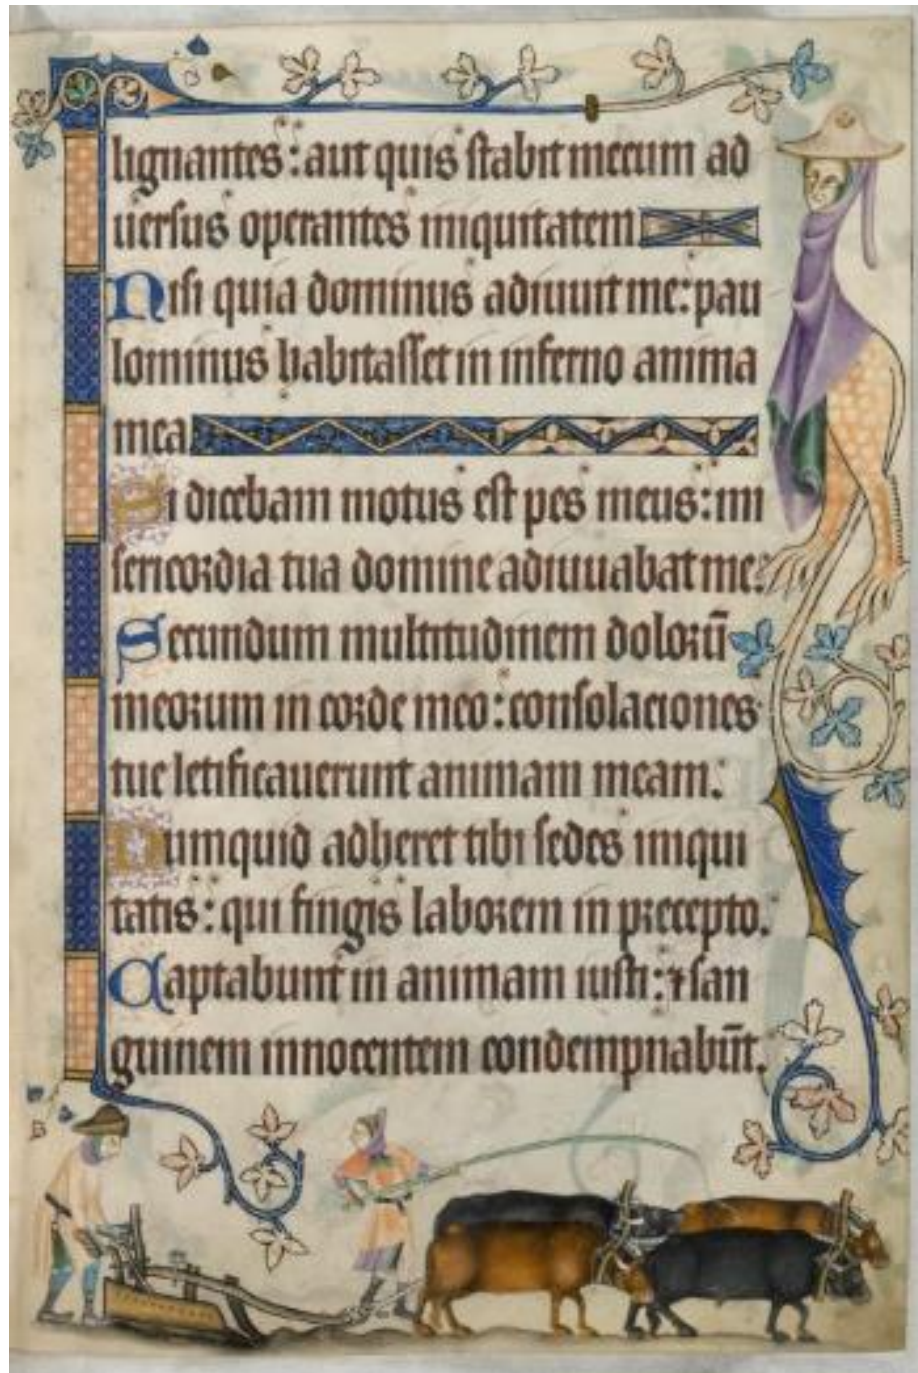 lignantes: aut quis stabit mecum ad
uersus operantes iniquitatem
Nisi quia dominus adiuuit me: pau
lominus habitasset in inferno anima
mea
Si dicebam motus est pes meus: mi
sericordia tua domine adiuuabat me:
Secundum multitudinem dolorū
meorum in corde meo: consolaciones
tue letificauerunt animam meam.
Numquid adheret tibi sedes iniqui
tatis: qui fingis laborem in precepto.
Captabunt in animam iusti: ⁊ san
guinem innocentem condempnabūt.